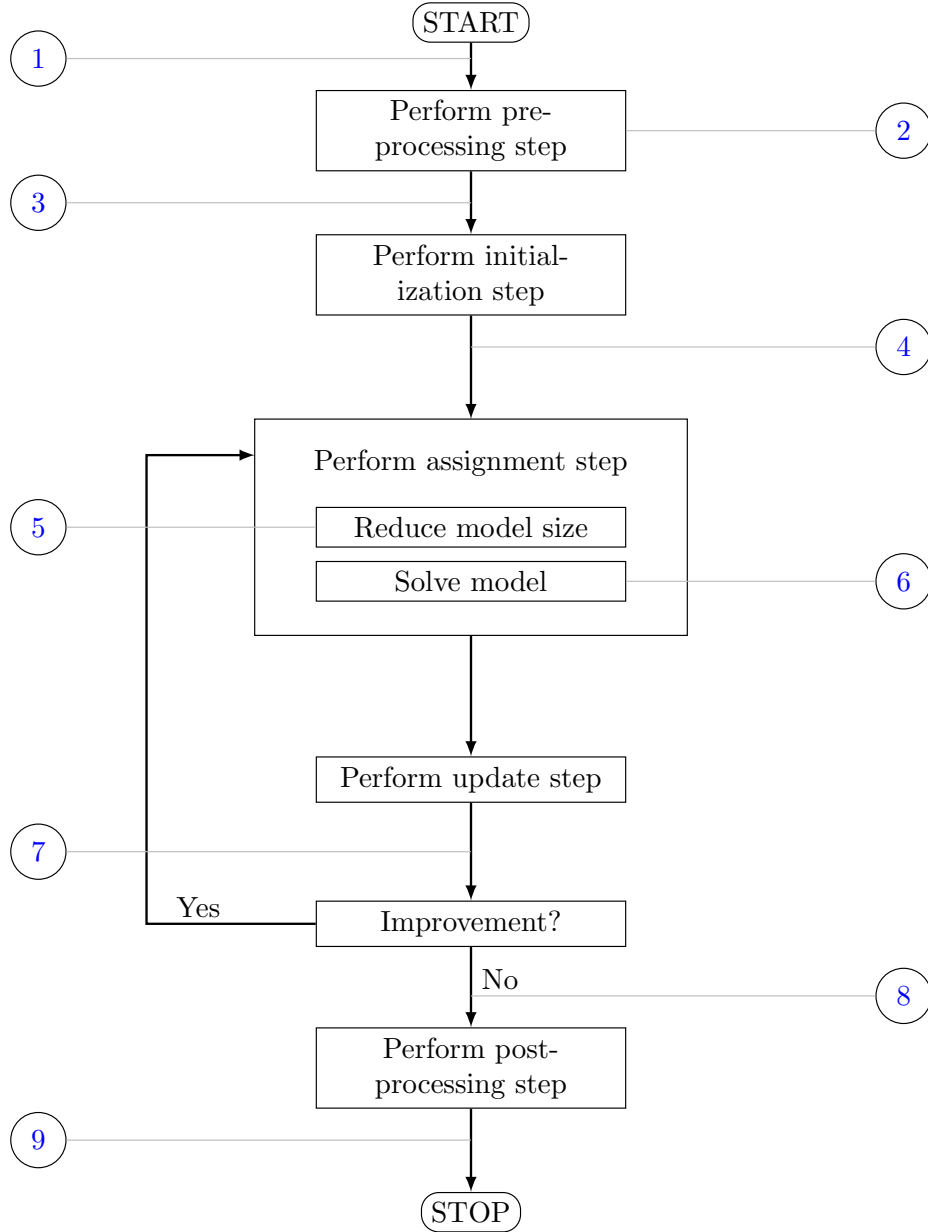 START
1
Perform pre-
processing step
2
3
Perform initial-
ization step
4
Perform assignment step
5
Reduce model size
Solve model
6
Perform update step
7
Yes
Improvement?
No
8
Perform post-
processing step
9
STOP